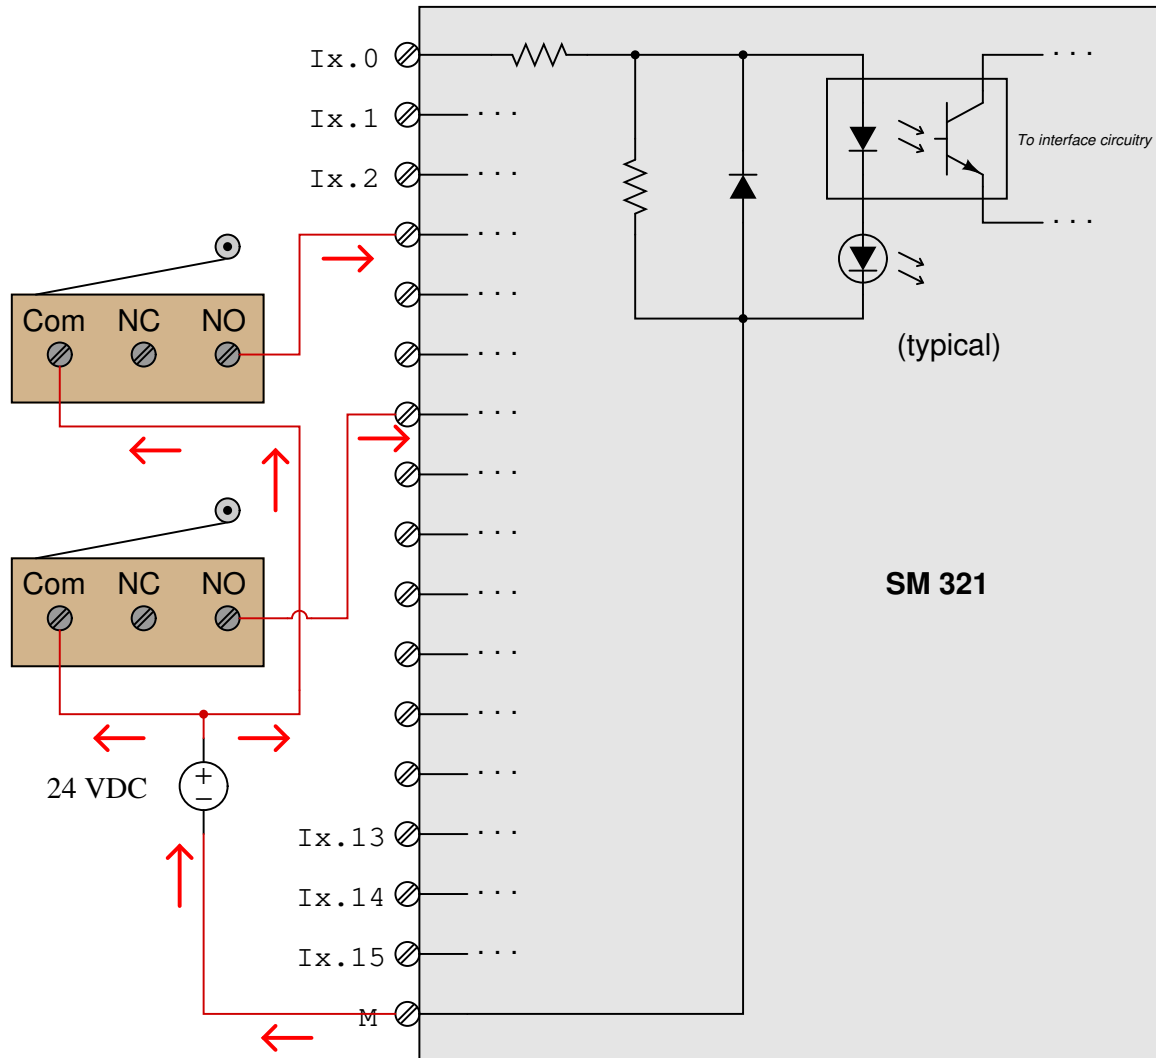 Ix.0
· · ·
Ix.1
· · ·
To interface circuitry
Ix.2
· · ·
· · ·
· · ·
· · ·
Com NC NO
· · ·
(typical)
· · ·
· · ·
· · ·
Com NC NO
· · ·
SM 321
· · ·
· · ·
24 VDC
+
−
· · ·
· · ·
Ix.13
· · ·
Ix.14
· · ·
Ix.15
· · ·
M